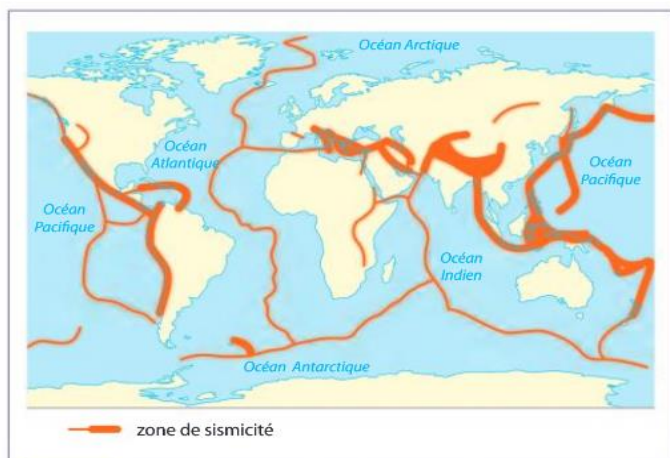 Océan Arctique
Océan
Atlantique
Océan
Pacifique
Océan
Pacifique
Océan
Indien
Océan Antarctique
zone de sismicité